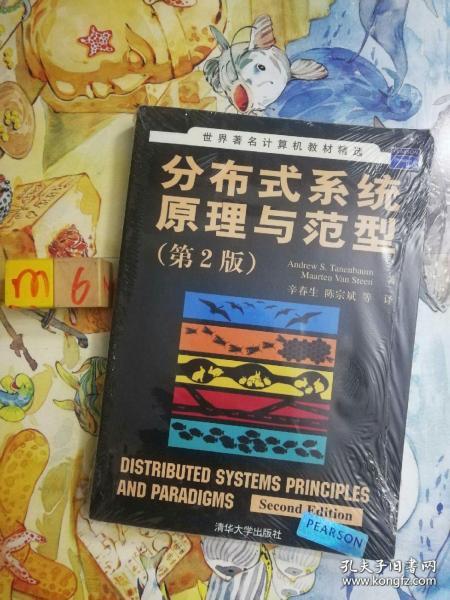 世界著名计算机教材精选
分布式系统
原理与范型
(第2版)
Andrew S. Tanenbaum
Maarten Van Steen
辛春生 陈宗斌 等 译
m 6
DISTRIBUTED SYSTEMS PRINCIPLES
AND PARADIGMS Second Edition
PEARSON
清华大学出版社
孔夫子旧书网
www.kongfz.com